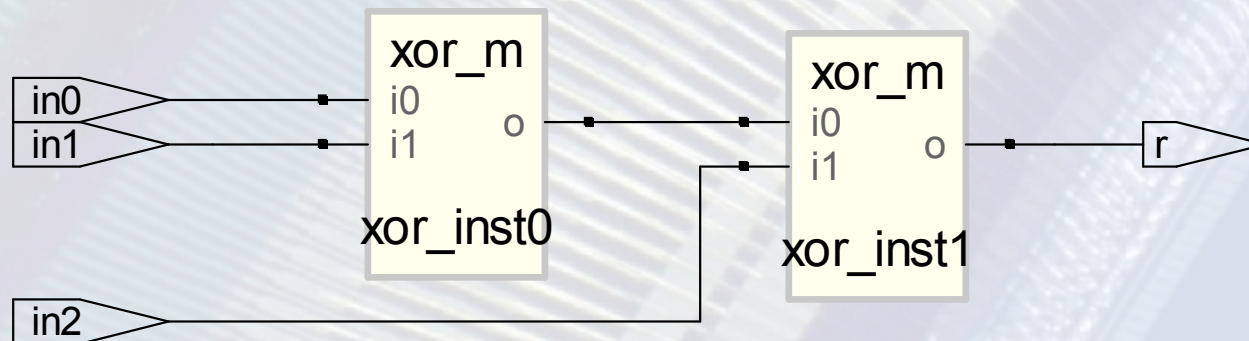 in0
in1
in2
xor_m
i0
i1
o
xor_inst0
xor_m
i0
i1
o
xor_inst1
r